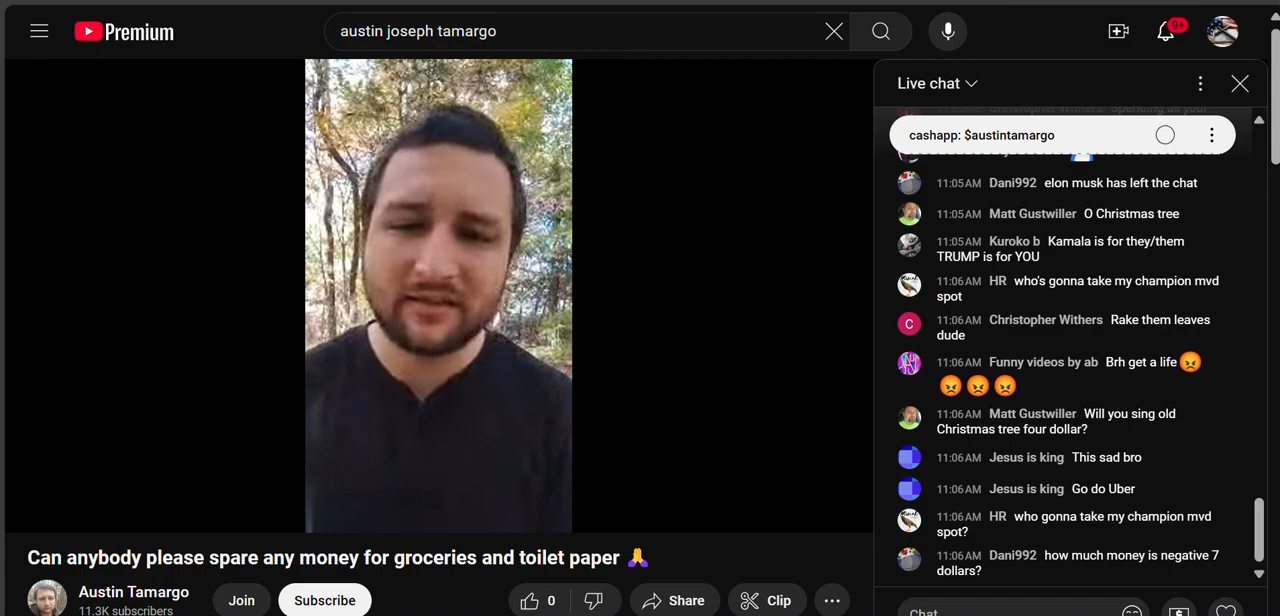 Premium
austin joseph tamargo
9+
Live chat
cashapp: $austintamargo
11:05AM Dani992 elon musk has left the chat
11:05AM Matt Gustwiller O Christmas tree
11:05AM Kuroko b Kamala is for they/them
TRUMP is for YOU
11:06AM HR who's gonna take my champion mvd
spot
C
11:06AM Christopher Withers Rake them leaves
dude
11:06AM Funny videos by ab Brh get a life😡
😡😡😡
11:06AM Matt Gustwiller Will you sing old
Christmas tree four dollar?
11:06AM Jesus is king This sad bro
11:06AM Jesus is king Go do Uber
11:06AM HR who gonna take my champion mvd
spot?
11:06AM Dani992 how much money is negative 7
dollars?
Chat
Can anybody please spare any money for groceries and toilet paper 🙏
Austin Tamargo
11.3K subscribers
Join
Subscribe
0
Share
Clip